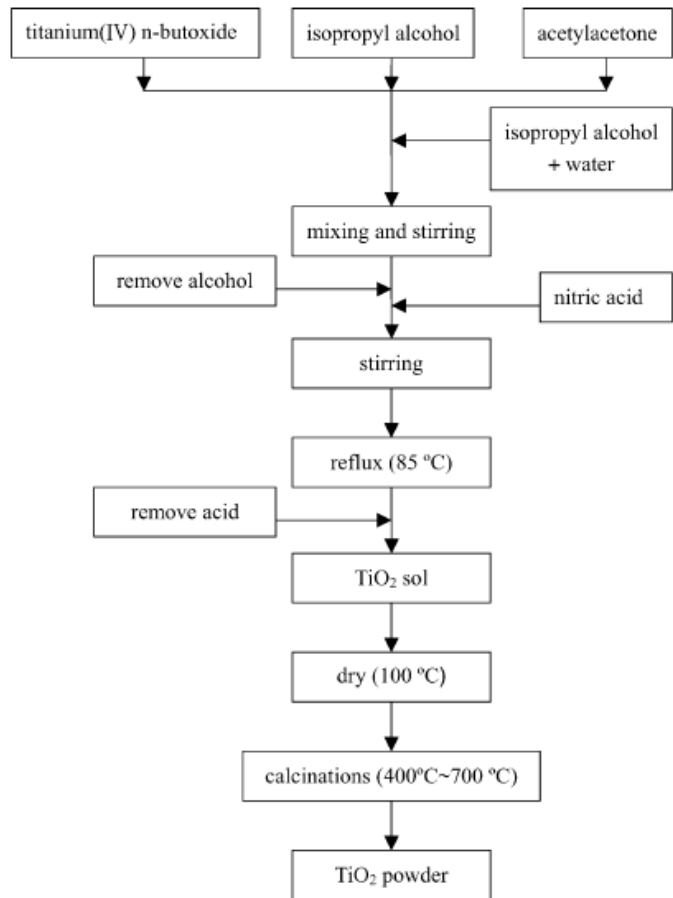 titanium(IV) n-butoxide
isopropyl alcohol
acetylacetone
isopropyl alcohol
+ water
mixing and stirring
remove alcohol
nitric acid
stirring
reflux (85 ºC)
remove acid
TiO₂ sol
dry (100 ºC)
calcinations (400ºC~700 ºC)
TiO₂ powder